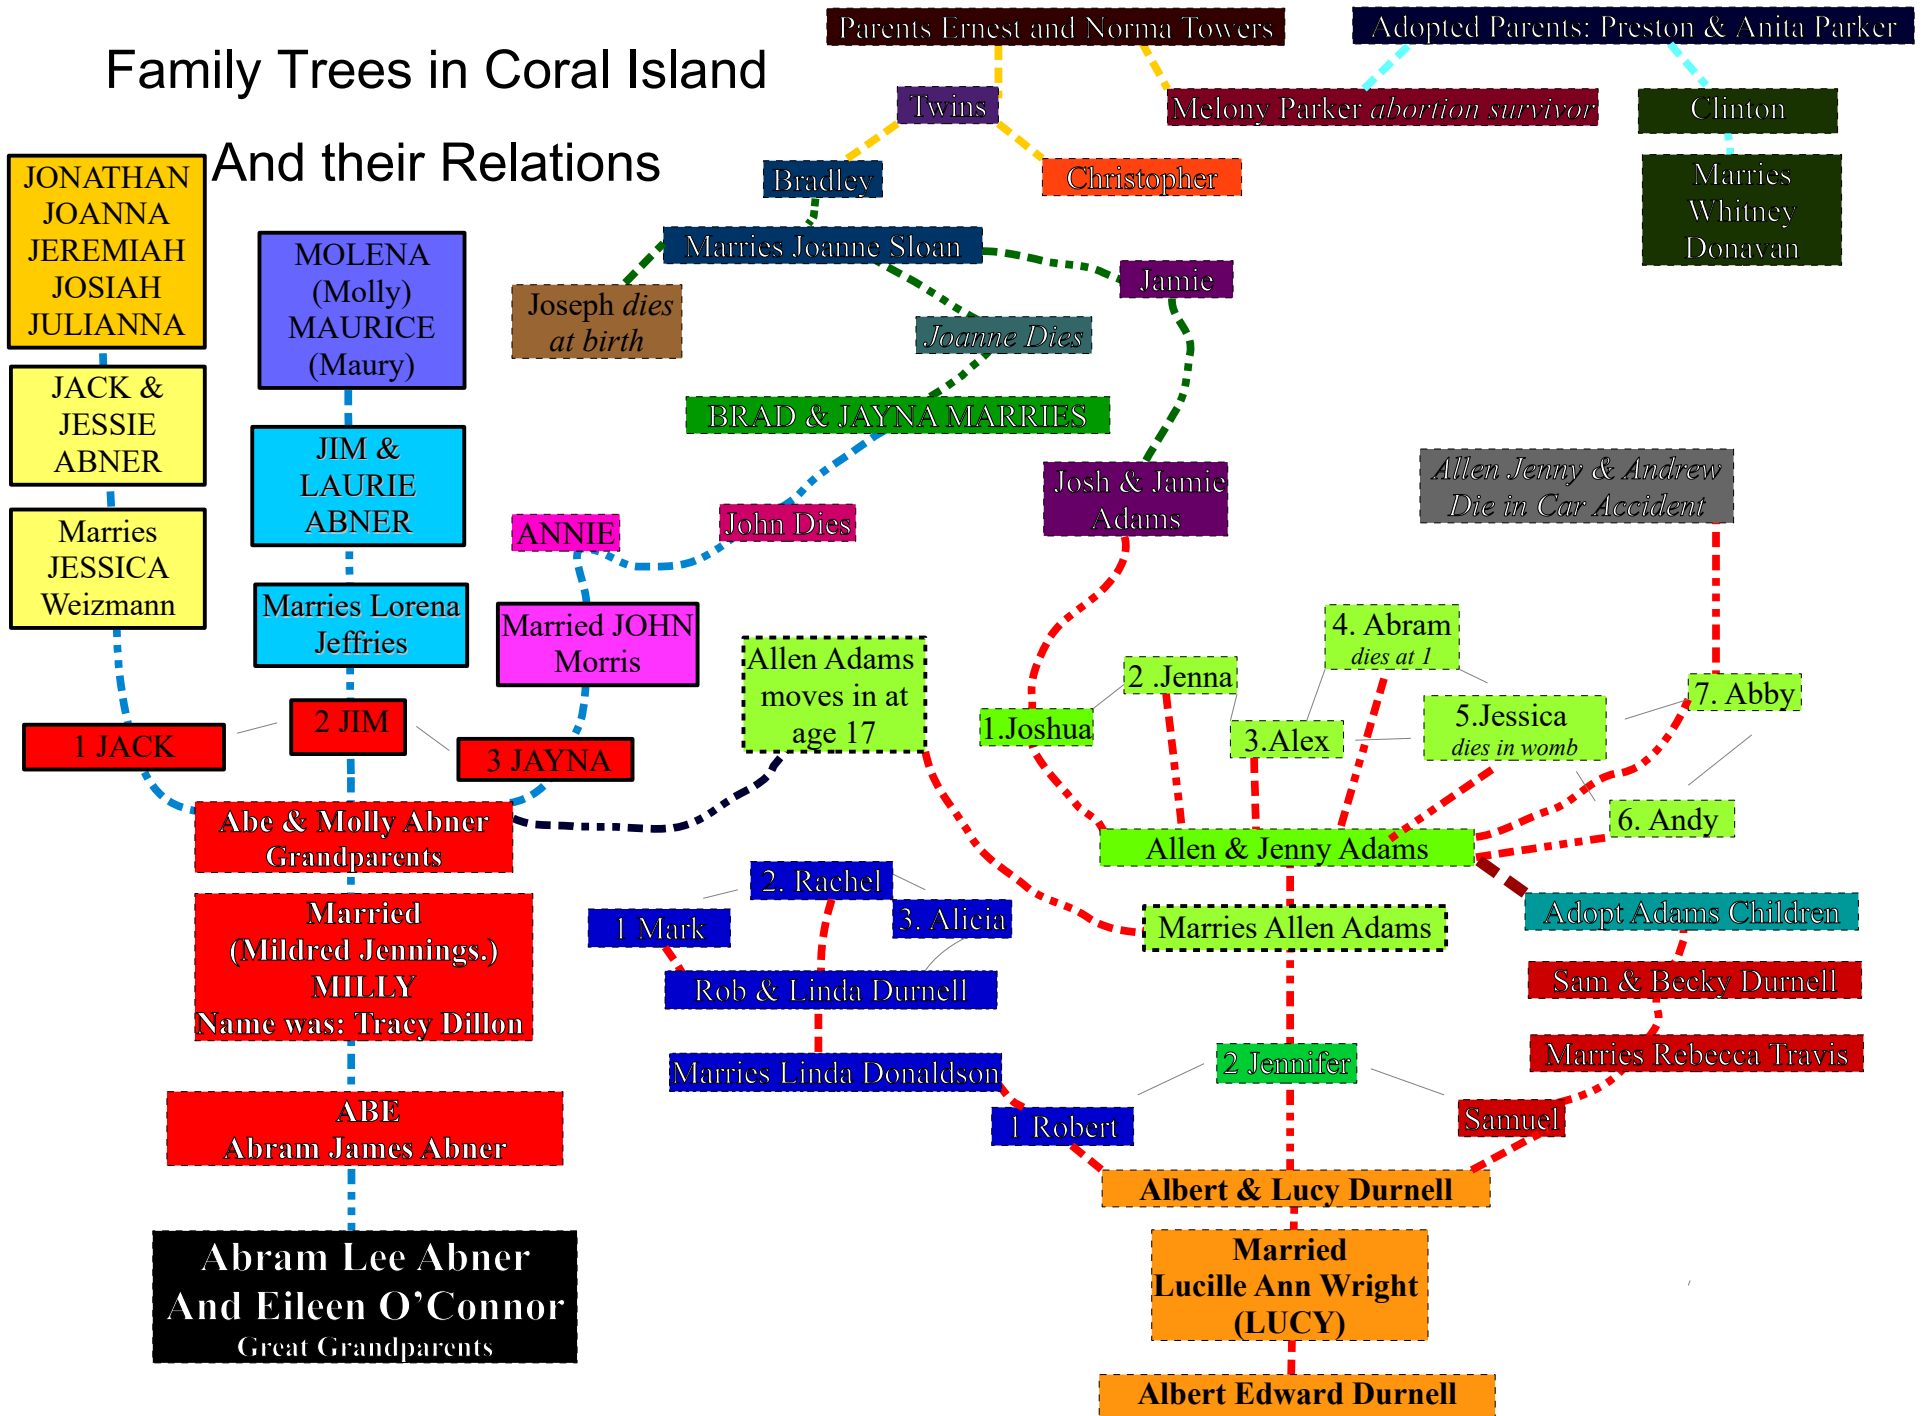 Family Trees in Coral Island
And their Relations
Parents Ernest and Norma Towers
Adopted Parents: Preston & Anita Parker
Twins
Melony Parker abortion survivor
Clinton
Bradley
Christopher
Marries
Whitney
Donavan
Marries Joanne Sloan
Jamie
Joseph dies
at birth
Joanne Dies
BRAD & JAYNA MARRIES
JONATHAN
JOANNA
JEREMIAH
JOSIAH
JULIANNA
MOLENA
(Molly)
MAURICE
(Maury)
JACK &
JESSIE
ABNER
JIM &
LAURIE
ABNER
Marries
JESSICA
Weizmann
Marries Lorena
Jeffries
ANNIE
John Dies
Married JOHN
Morris
Josh & Jamie
Adams
Allen Jenny & Andrew
Die in Car Accident
1 JACK
2 JIM
3 JAYNA
Allen Adams
moves in at
age 17
1.Joshua
2 .Jenna
3.Alex
4. Abram
dies at 1
5.Jessica
dies in womb
7. Abby
6. Andy
Abe & Molly Abner
Grandparents
Allen & Jenny Adams
Married
(Mildred Jennings.)
MILLY
Name was: Tracy Dillon
1 Mark
2. Rachel
3. Alicia
Marries Allen Adams
Adopt Adams Children
Rob & Linda Durnell
Sam & Becky Durnell
Marries Linda Donaldson
2 Jennifer
Marries Rebecca Travis
1 Robert
Samuel
ABE
Abram James Abner
Albert & Lucy Durnell
Abram Lee Abner
And Eileen O’Connor
Great Grandparents
Married
Lucille Ann Wright
(LUCY)
Albert Edward Durnell